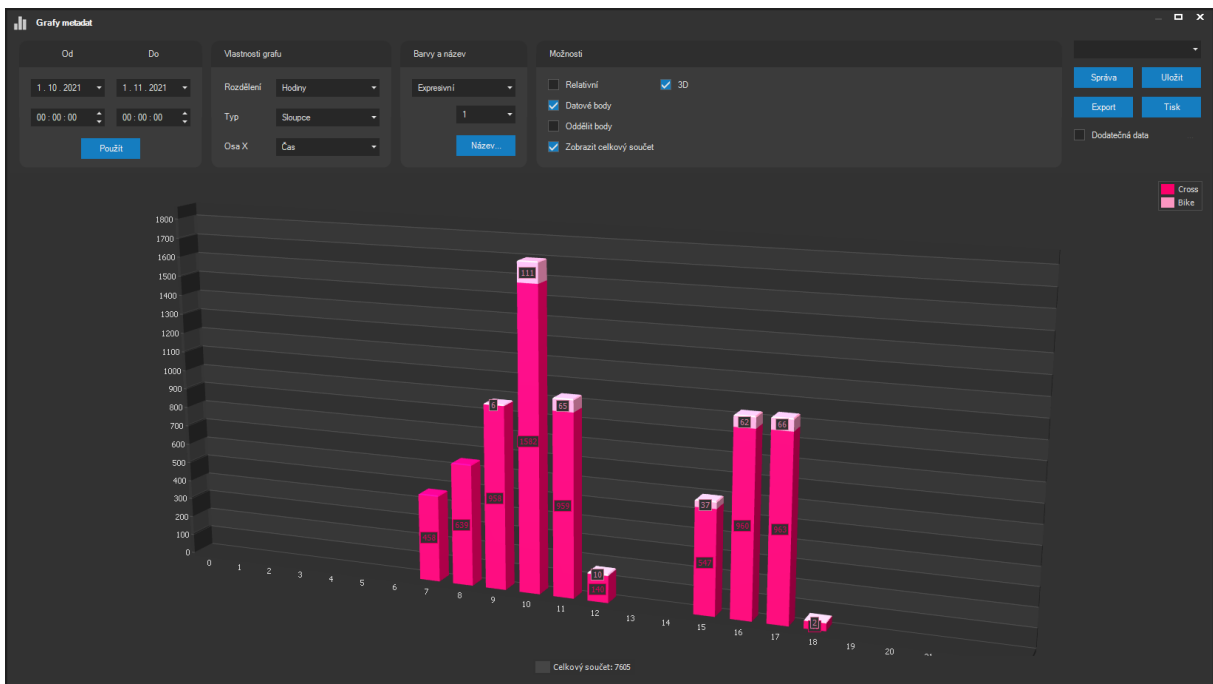 Grafy metadat
Od Do
1 . 10 . 2021 1 . 11 . 2021
00 : 00 : 00 00 : 00 : 00
Použít
Vlastnosti grafu
Rozdělení Hodiny
Typ Sloupce
Osa X Čas
Barvy a název
Expresivní
1
Název...
Možnosti
Relativní 3D
Datové body
Oddělit body
Zobrazit celkový součet
Správa Uložit
Export Tisk
Dodatečná data
Cross
Bike
1800
1700
1600
1500
1400
1300
1200
1100
1000
900
800
700
600
500
400
300
200
100
0
111
6
65
62
66
37
10
2
0 1 2 3 4 5 6 7 8 9 10 11 12 13 14 15 16 17 18 19 20
Celkový součet: 7605